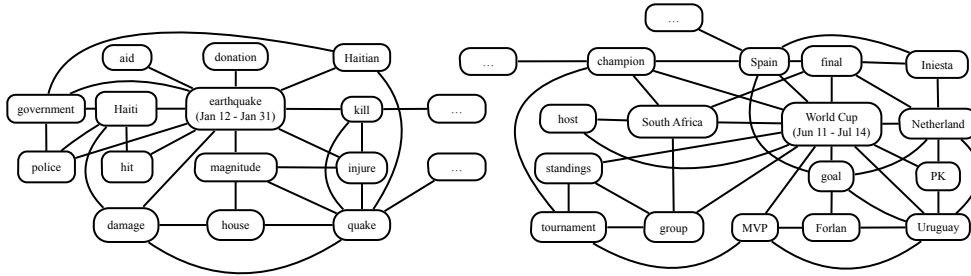 aid
donation
Haitian
government
Haiti
earthquake
(Jan 12 - Jan 31)
kill
...
police
hit
magnitude
injure
...
damage
house
quake
...
...
champion
Spain
final
Iniesta
host
South Africa
World Cup
(Jun 11 - Jul 14)
Netherland
standings
goal
PK
tournament
group
MVP
Forlan
Uruguay